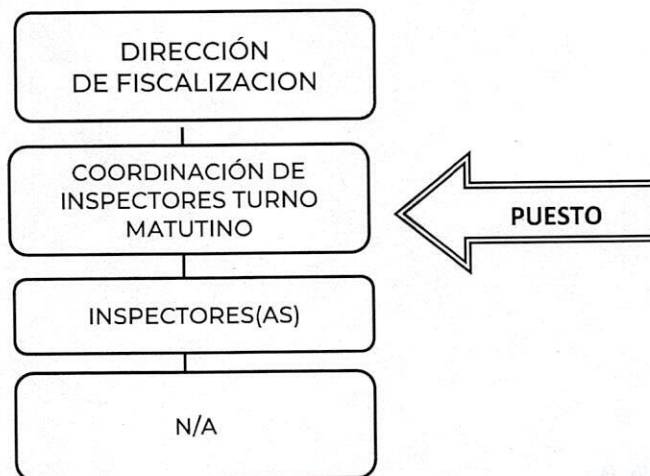 DIRECCIÓN
DE FISCALIZACION
COORDINACIÓN DE
INSPECTORES TURNO
MATUTINO
PUESTO
INSPECTORES(AS)
N/A